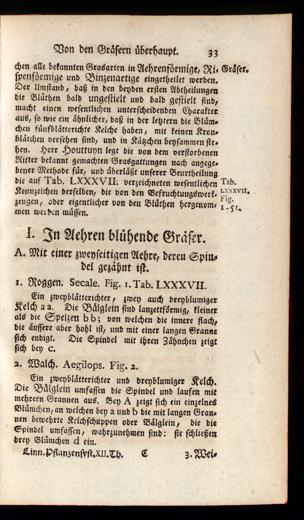 Von den Gräsern überhaupt. 33
chen alle bekannten Grasarten in Aehrenförmige, Ri- Gräser.
spenförmige und Binzenartige eingetheilet werden.
Der Umstand, daß in den beyden ersten Abtheilungen
die Blüthen bald ungestielt und bald gestielt sind,
macht einen wesentlichen unterscheidenden Charakter
aus, so wie ein ähnlicher, daß in der letztern die Blüm-
chen fünfblätterichte Kelche haben, mit keinen Kron-
blätchen versehen sind, und in Kätzchen beysammen ste-
hen. Herr Houttuyn legt die von dem verstorbenen
Ritter bekannt gemachten Grasgattungen nach angege-
bener Methode für, und überläßt unserer Beurtheilung
die auf Tab. LXXXVII. verzeichneten wesentlichen Tab.
Kennzeichen derselben, die von den Befruchtungswerk- LXXXVII.
zeugen, oder eigentlicher von den Blüthen hergenom- Fig.
men werden müssen. 1-51.
I. In Aehren blühende Gräser.
A. Mit einer zweyseitigen Aehre, deren Spin-
del gezähnt ist.
1. Roggen. Secale. Fig. 1. Tab. LXXXVII.
Ein zweyblätterichter, zwey auch dreyblumiger
Kelch a a. Die Bälglein sind lanzettförmig, kleiner
als die Spelzen b b; von welchen die innere flach,
die äussere aber hohl ist, und mit einer langen Granne
sich endigt. Die Spindel mit ihren Zähnchen zeigt
sich bey c.
2. Walch. Aegilops. Fig. 2.
Ein zweyblätterichter und dreyblumiger Kelch.
Die Bälglein umfassen die Spindel und laufen mit
mehrern Grannen aus. Bey A zeigt sich ein einzelnes
Blümchen, an welchen bey a und b die mit langen Gran-
nen bewehrte Kelchschuppen oder Bälglein, die die
Spindel umfassen, wahrzunehmen sind: sie schließen
drey Blümchen d ein.
Linn. Pflanzensyst. XII. Th. C 3. Wei-